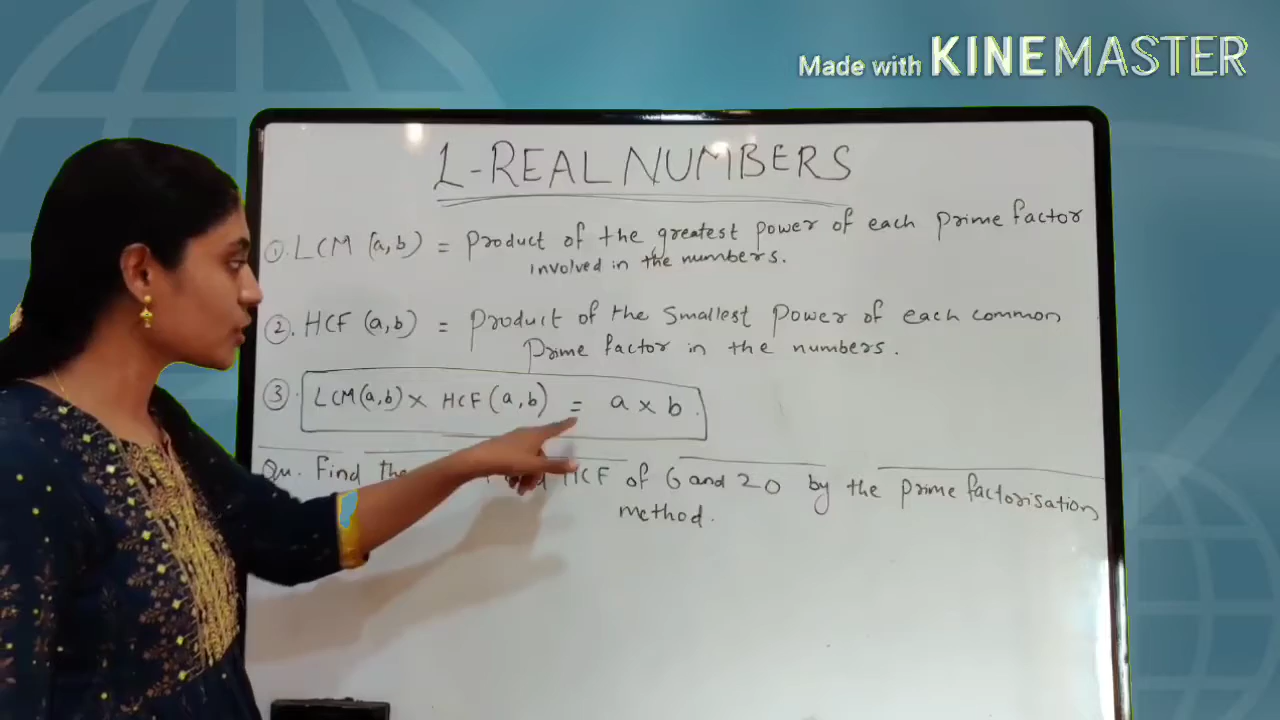 Made with KINEMASTER
1-REAL NUMBERS
①. LCM (a,b) = Product of the greatest power of each prime factor
involved in the numbers.
②. HCF (a,b) = Product of the smallest Power of each common
Prime factor in the numbers.
③. LCM(a,b) x HCF (a,b) = a x b.
Qu. Find the HCF of 6 and 20 by the prime factorisation
method.